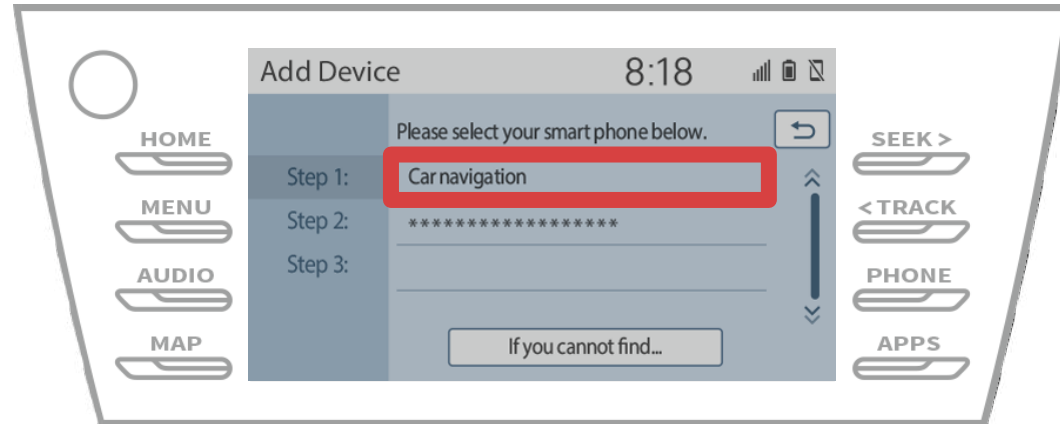 Add Device 8:18
Please select your smart phone below.
HOME
SEEK >
Step 1: Car navigation
MENU
< TRACK
Step 2: ******************
Step 3:
AUDIO
PHONE
MAP
If you cannot find...
APPS